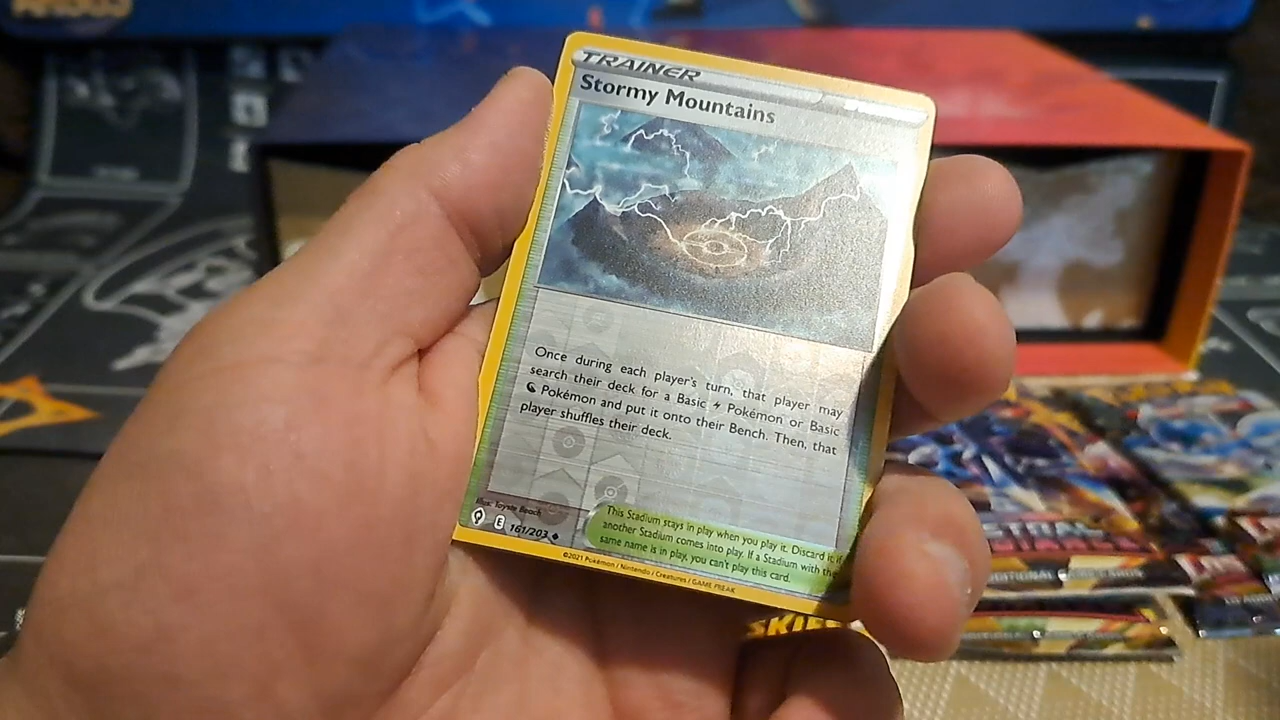 TRAINER
Stormy Mountains
Once during each player's turn, that player may
search their deck for a Basic Pokémon or Basic
Pokémon and put it onto their Bench. Then, that
player shuffles their deck.
Illus. Toyste Beach
E 161/203
This Stadium stays in play when you play it. Discard it if
another Stadium comes into play. If a Stadium with the
same name is in play, you can't play this card.
©2021 Pokémon / Nintendo / Creatures / GAME FREAK